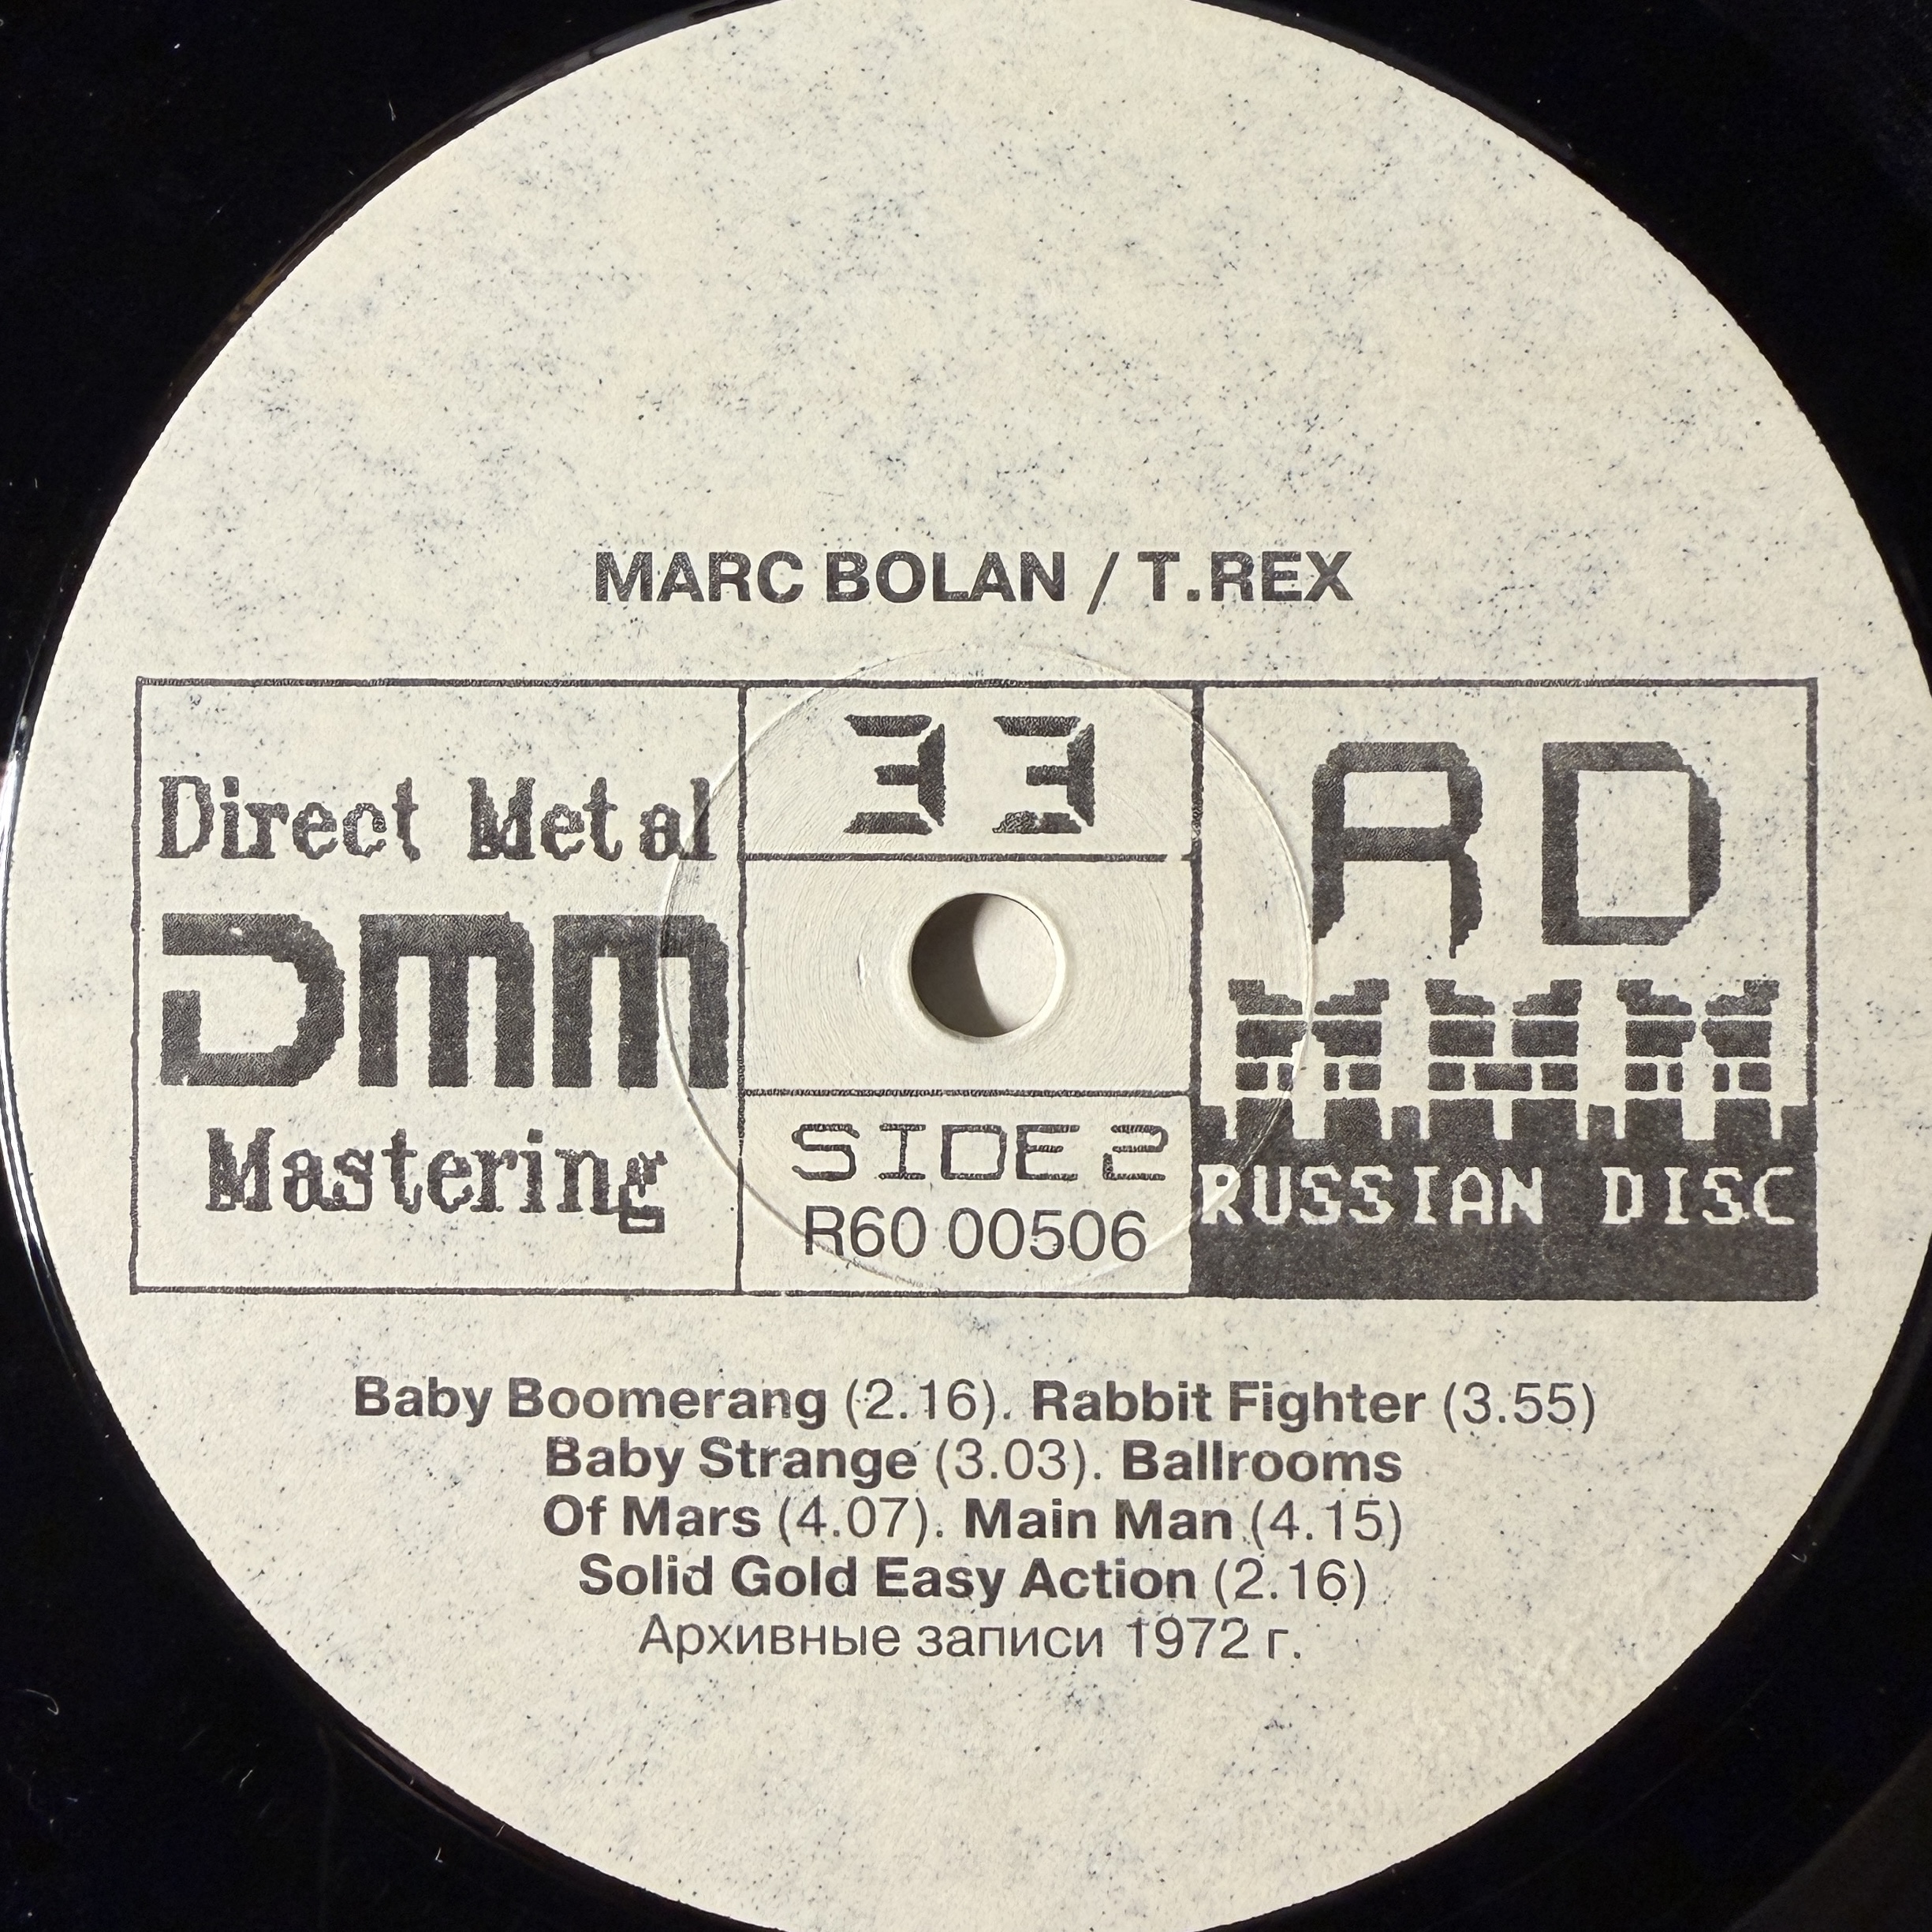 MARC BOLAN / T.REX
Direct Metal
DMM
Mastering
33
SIDE 2
R60 00506
RD
RUSSIAN DISC
Baby Boomerang (2.16). Rabbit Fighter (3.55)
Baby Strange (3.03). Ballrooms
Of Mars (4.07). Main Man (4.15)
Solid Gold Easy Action (2.16)
Архивные записи 1972 г.